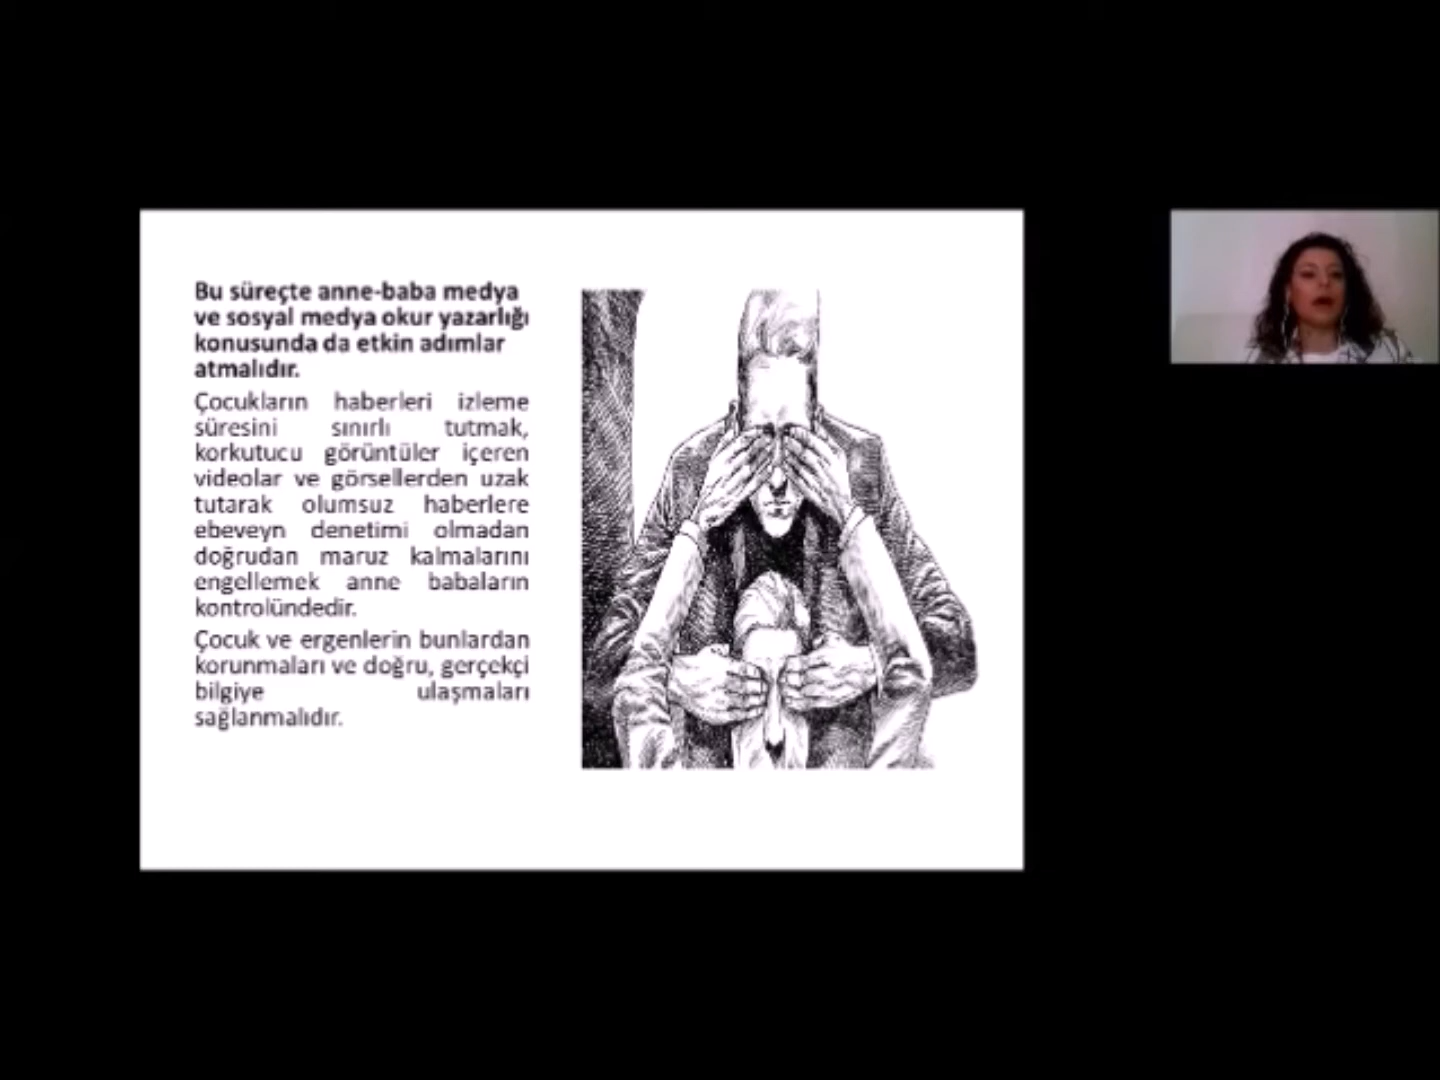 Bu süreçte anne-baba medya
ve sosyal medya okur yazarlığı
konusunda da etkin adımlar
atmalıdır.
Çocukların haberleri izleme
süresini sınırlı tutmak,
korkutucu görüntüler içeren
videolar ve görsellerden uzak
tutarak olumsuz haberlere
ebeveyn denetimi olmadan
doğrudan maruz kalmalarını
engellemek anne babaların
kontrolündedir.
Çocuk ve ergenlerin bunlardan
korunmaları ve doğru, gerçekçi
bilgiye ulaşmaları
sağlanmalıdır.